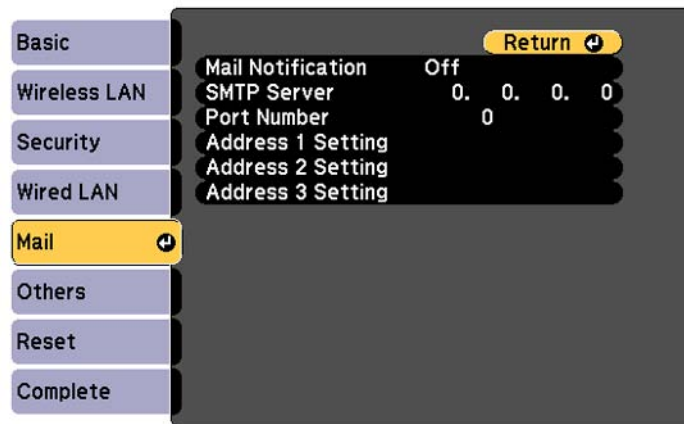 Basic
Wireless LAN
Security
Wired LAN
Mail
Others
Reset
Complete
Return
Mail Notification Off
SMTP Server 0. 0. 0. 0
Port Number 0
Address 1 Setting
Address 2 Setting
Address 3 Setting